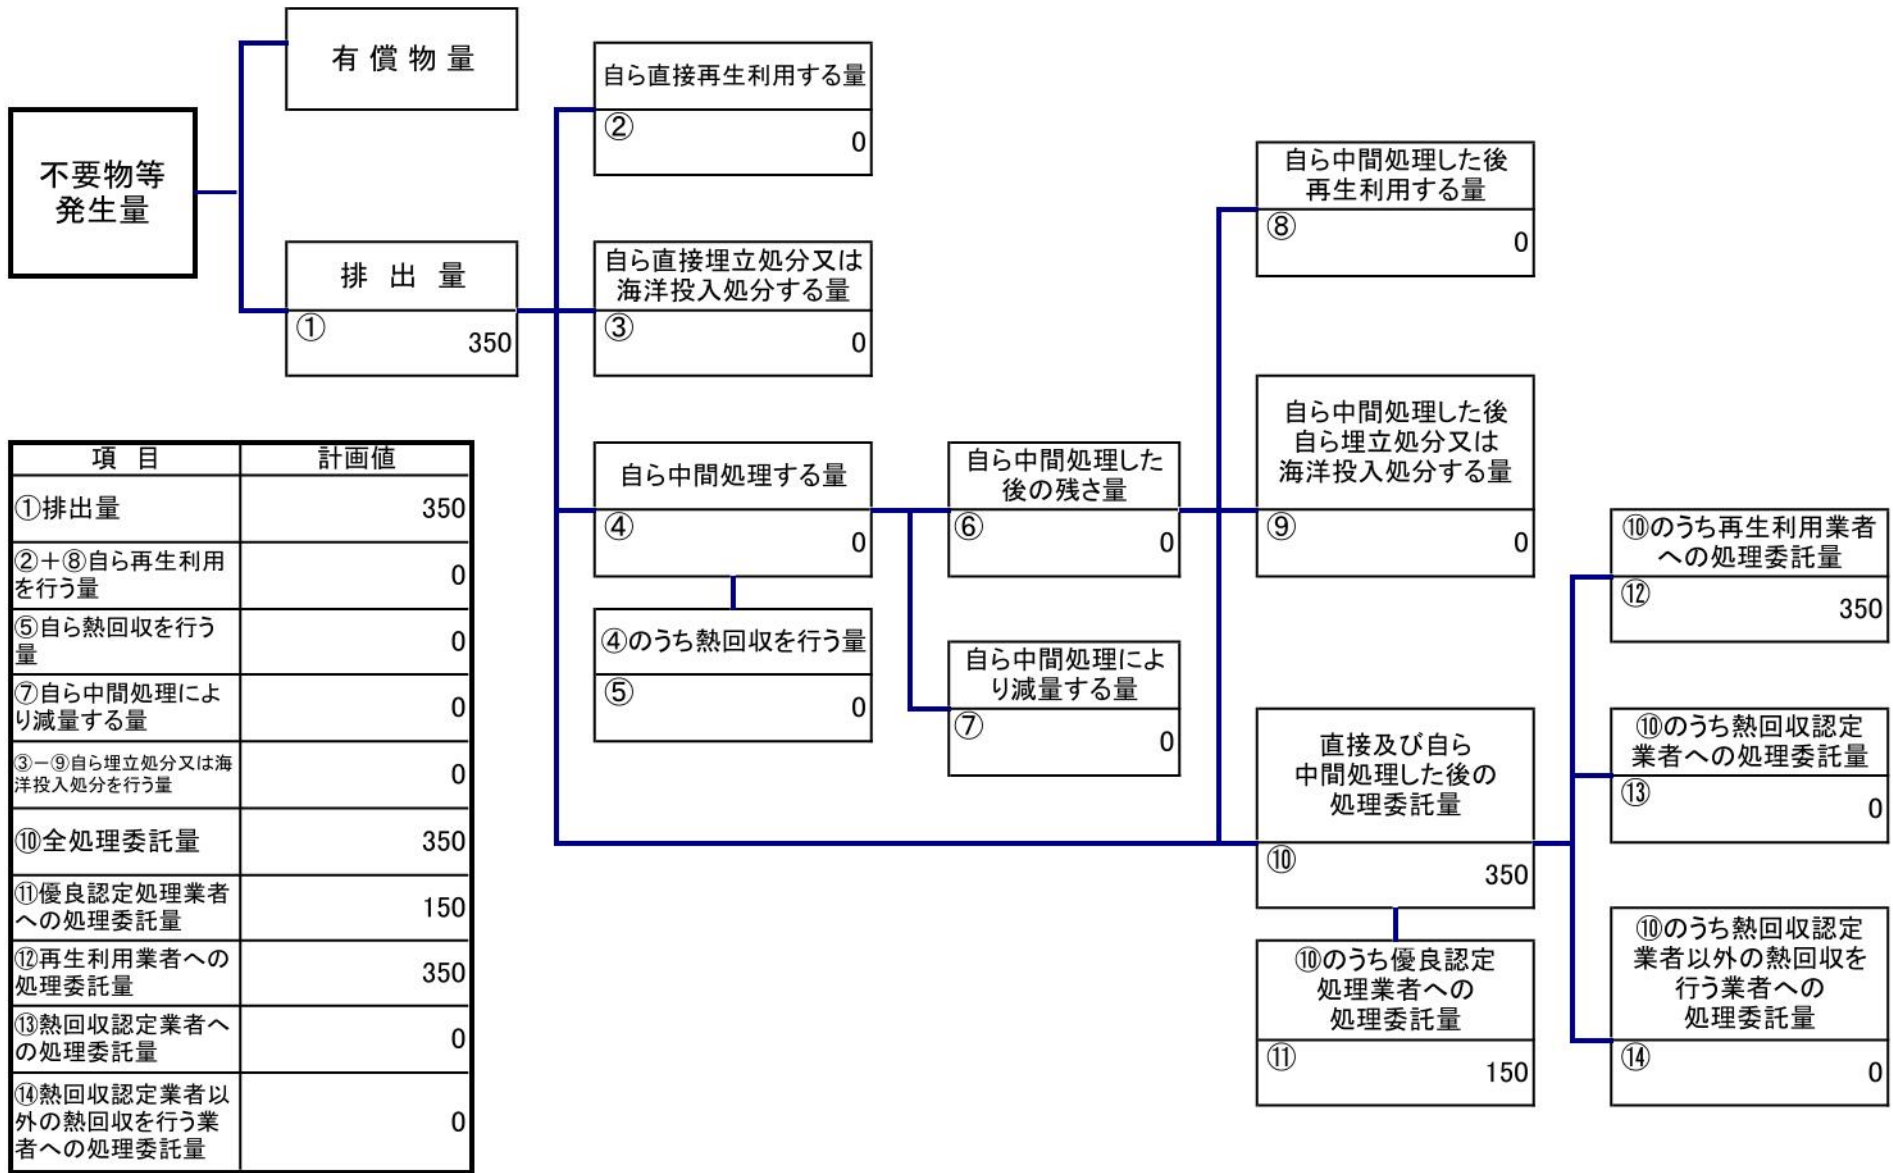 有償物量
不要物等
発生量
排出量
①
350
自ら直接再生利用する量
②
0
自ら直接埋立処分又は
海洋投入処分する量
③
0
自ら中間処理する量
④
0
④のうち熱回収を行う量
⑤
0
自ら中間処理した
後の残さ量
⑥
0
自ら中間処理によ
り減量する量
⑦
0
自ら中間処理した後
再生利用する量
⑧
0
自ら中間処理した後
自ら埋立処分又は
海洋投入処分する量
⑨
0
直接及び自ら
中間処理した後の
処理委託量
⑩
350
⑩のうち優良認定
処理業者への
処理委託量
⑪
150
⑩のうち再生利用業者
への処理委託量
⑫
350
⑩のうち熱回収認定
業者への処理委託量
⑬
0
⑩のうち熱回収認定
業者以外の熱回収を
行う業者への
処理委託量
⑭
0
項目 計画値
①排出量 350
②+⑧自ら再生利用
を行う量
0
⑤自ら熱回収を行う
量
0
⑦自ら中間処理によ
り減量する量
0
③−⑨自ら埋立処分又は海
洋投入処分を行う量
0
⑩全処理委託量 350
⑪優良認定処理業者
への処理委託量
150
⑫再生利用業者への
処理委託量
350
⑬熱回収認定業者へ
の処理委託量
0
⑭熱回収認定業者以
外の熱回収を行う業
者への処理委託量
0